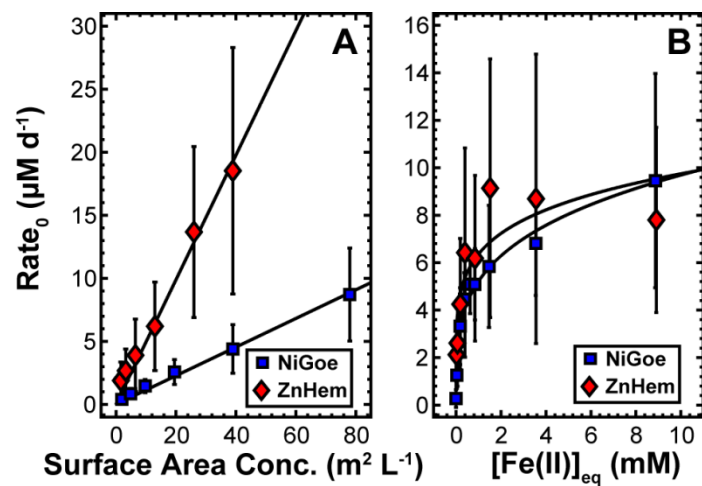 A
B
Rate₀ (µM d⁻¹)
30
25
20
15
10
5
0
0 20 40 60 80
Surface Area Conc. (m² L⁻¹)
NiGoe
ZnHem
16
14
12
10
8
6
4
2
0
0 2 4 6 8 10
[Fe(II)]eq (mM)
NiGoe
ZnHem